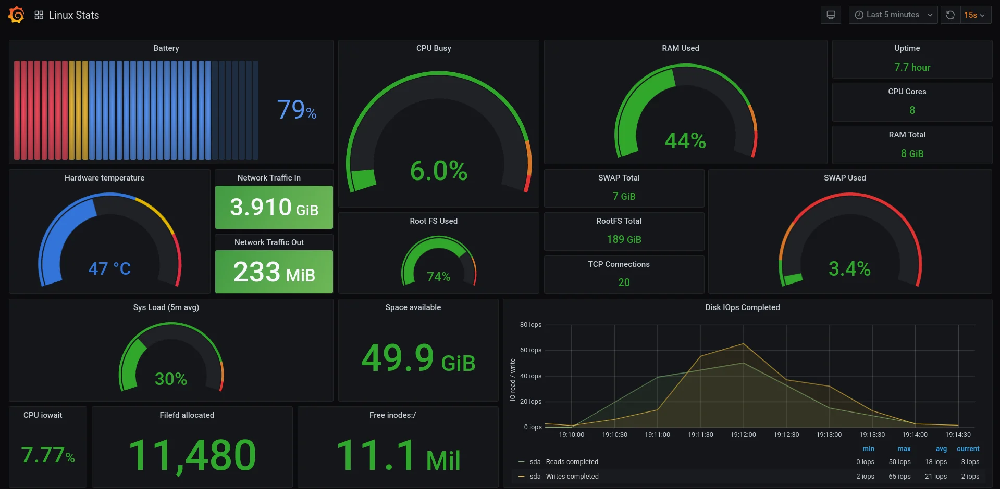 Linux Stats
Last 5 minutes
15s
Battery
79%
CPU Busy
6.0%
RAM Used
44%
Uptime
7.7 hour
CPU Cores
8
RAM Total
8 GiB
Hardware temperature
47 °C
Network Traffic In
3.910 GiB
Network Traffic Out
233 MiB
Root FS Used
74%
SWAP Total
7 GiB
RootFS Total
189 GiB
TCP Connections
20
SWAP Used
3.4%
Sys Load (5m avg)
30%
Space available
49.9 GiB
Disk IOps Completed
IO read / write
80 iops
60 iops
40 iops
20 iops
0 iops
19:10:00 19:10:30 19:11:00 19:11:30 19:12:00 19:12:30 19:13:00 19:13:30 19:14:00 19:14:30
min max avg current
sda - Reads completed 0 iops 50 iops 18 iops 3 iops
sda - Writes completed 2 iops 65 iops 21 iops 2 iops
CPU iowait
7.77%
Filefd allocated
11,480
Free inodes:/
11.1 Mil